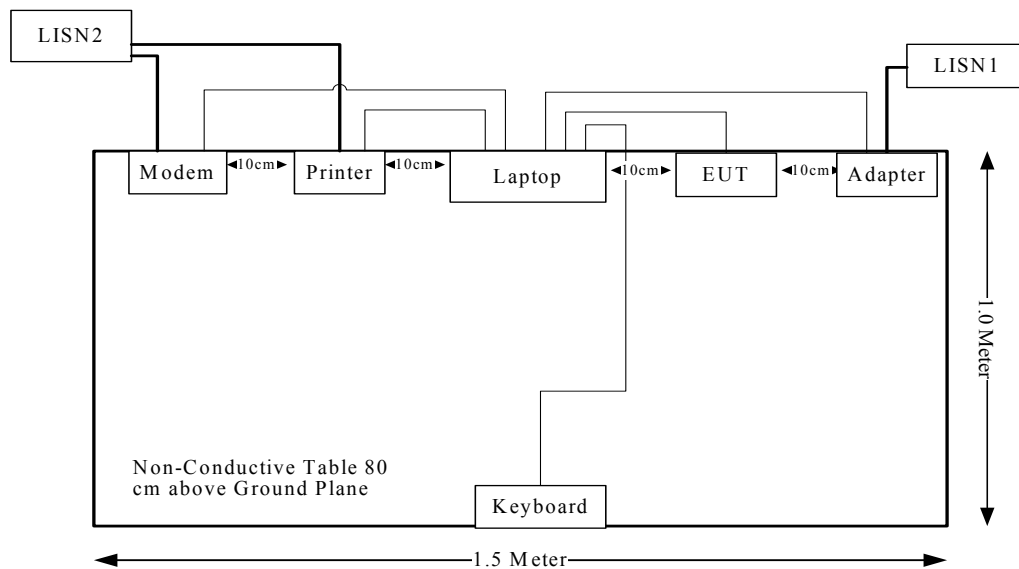 LISN2
LISN1
Modem
10cm
Printer
10cm
Laptop
10cm
EUT
10cm
Adapter
1.0 Meter
Non-Conductive Table 80
cm above Ground Plane
Keyboard
1.5 Meter